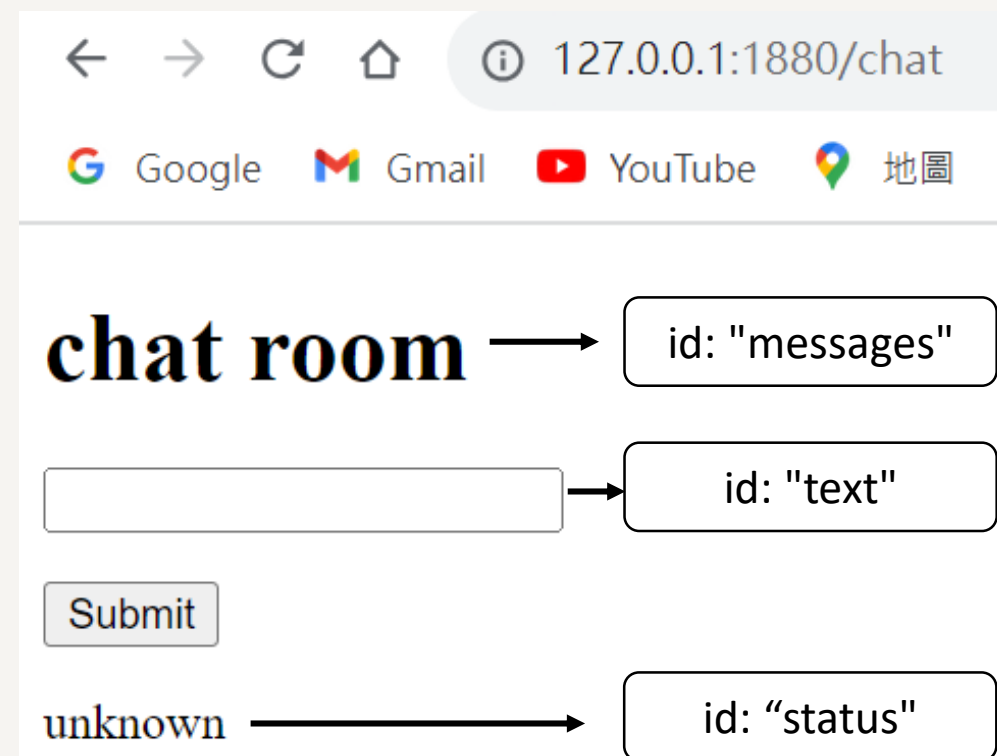 127.0.0.1:1880/chat
Google Gmail YouTube 地圖
chat room id: "messages"
id: "text"
Submit
unknown id: “status"